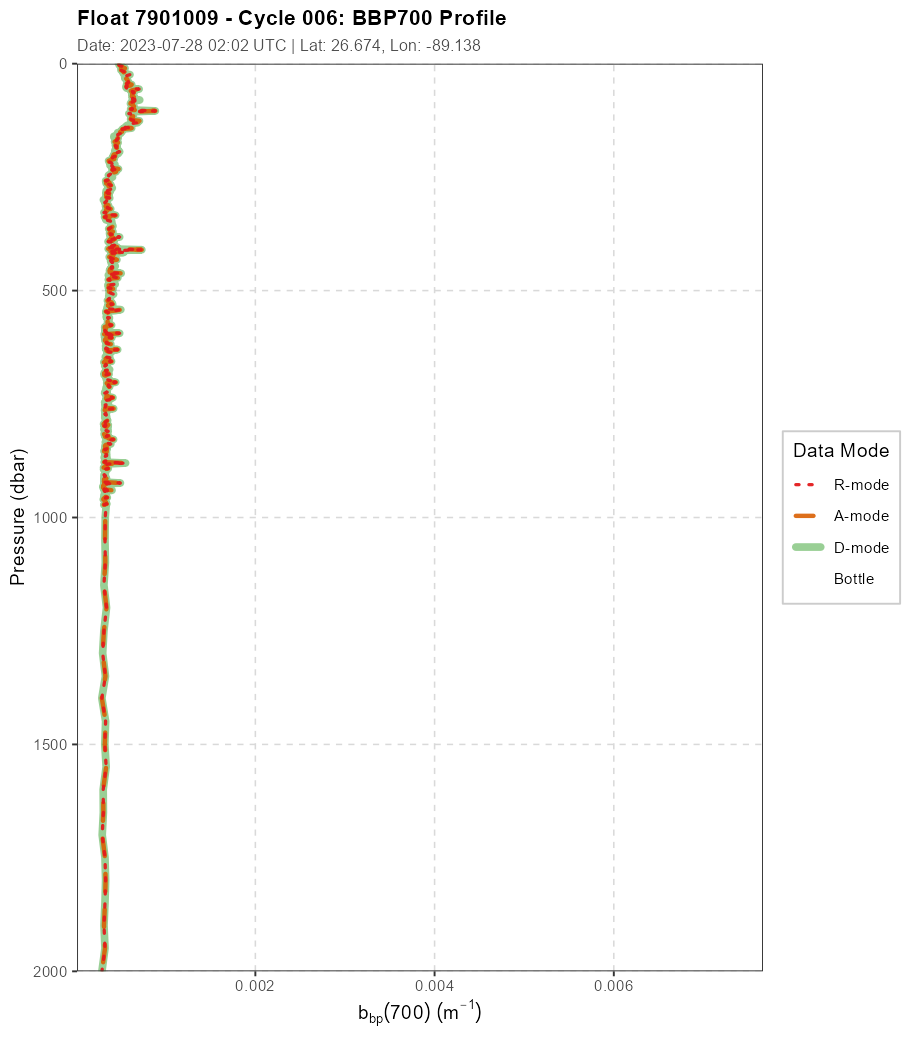 Float 7901009 - Cycle 006: BBP700 Profile
Date: 2023-07-28 02:02 UTC | Lat: 26.674, Lon: -89.138
0
500
1000
1500
2000
Pressure (dbar)
0.002
0.004
0.006
b_bp(700) (m⁻¹)
Data Mode
R-mode
A-mode
D-mode
Bottle